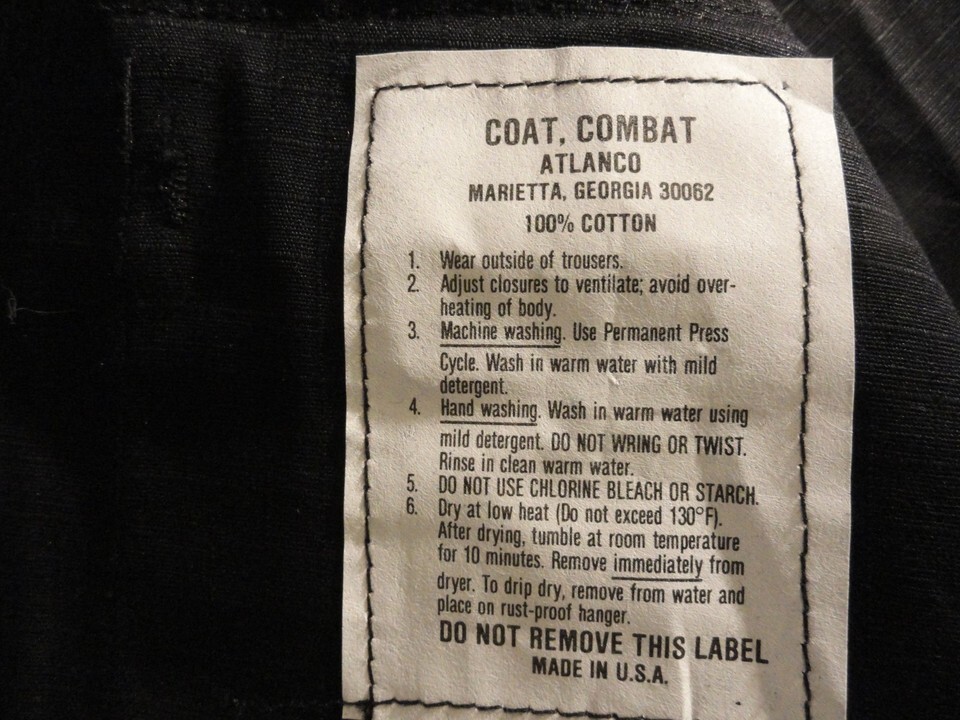 COAT, COMBAT
ATLANCO
MARIETTA, GEORGIA 30062
100% COTTON
1. Wear outside of trousers.
2. Adjust closures to ventilate; avoid over-
heating of body.
3. Machine washing. Use Permanent Press
Cycle. Wash in warm water with mild
detergent.
4. Hand washing. Wash in warm water using
mild detergent. DO NOT WRING OR TWIST.
Rinse in clean warm water.
5. DO NOT USE CHLORINE BLEACH OR STARCH.
6. Dry at low heat (Do not exceed 130°F).
After drying, tumble at room temperature
for 10 minutes. Remove immediately from
dryer. To drip dry, remove from water and
place on rust-proof hanger.
DO NOT REMOVE THIS LABEL
MADE IN U.S.A.